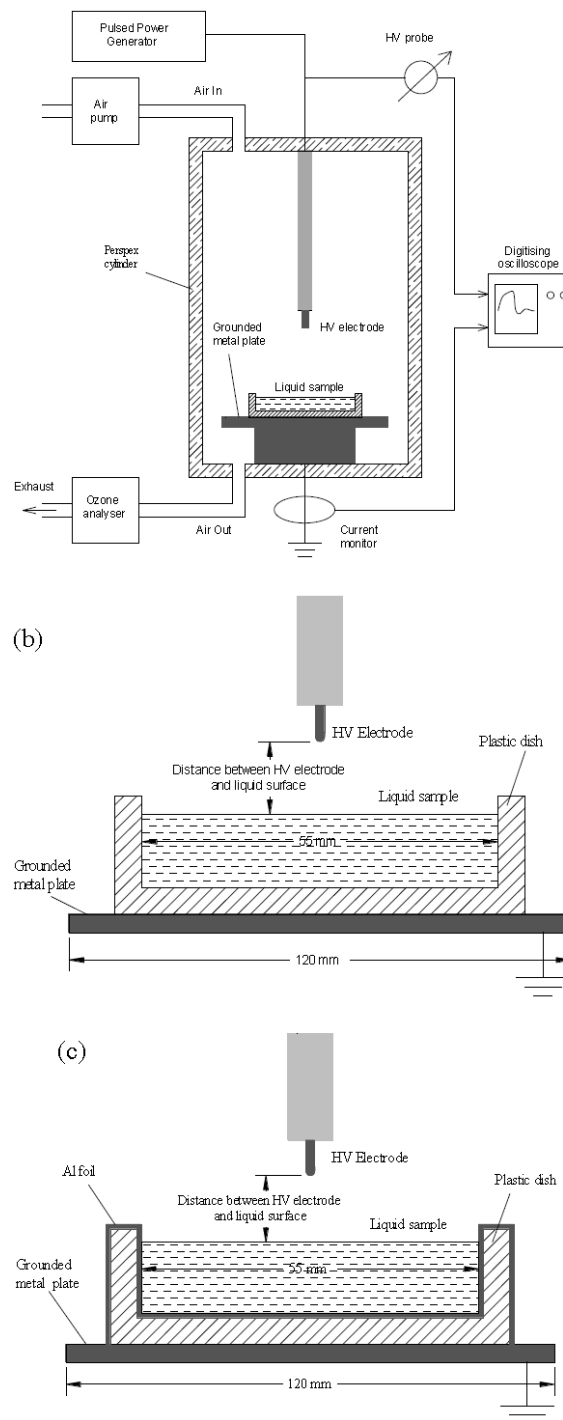 Pulsed Power
Generator
HV probe
Air
pump
Air In
Perspex
cylinder
Digitising
oscilloscope
Grounded
metal plate
HV electrode
Liquid sample
Exhaust
Ozone
analyser
Air Out
Current
monitor
(b)
HV Electrode
Plastic dish
Distance between HV electrode
and liquid surface
Liquid sample
55 mm
Grounded
metal plate
120 mm
(c)
HV Electrode
Al foil
Plastic dish
Distance between HV electrode
and liquid surface
Liquid sample
55 mm
Grounded
metal plate
120 mm